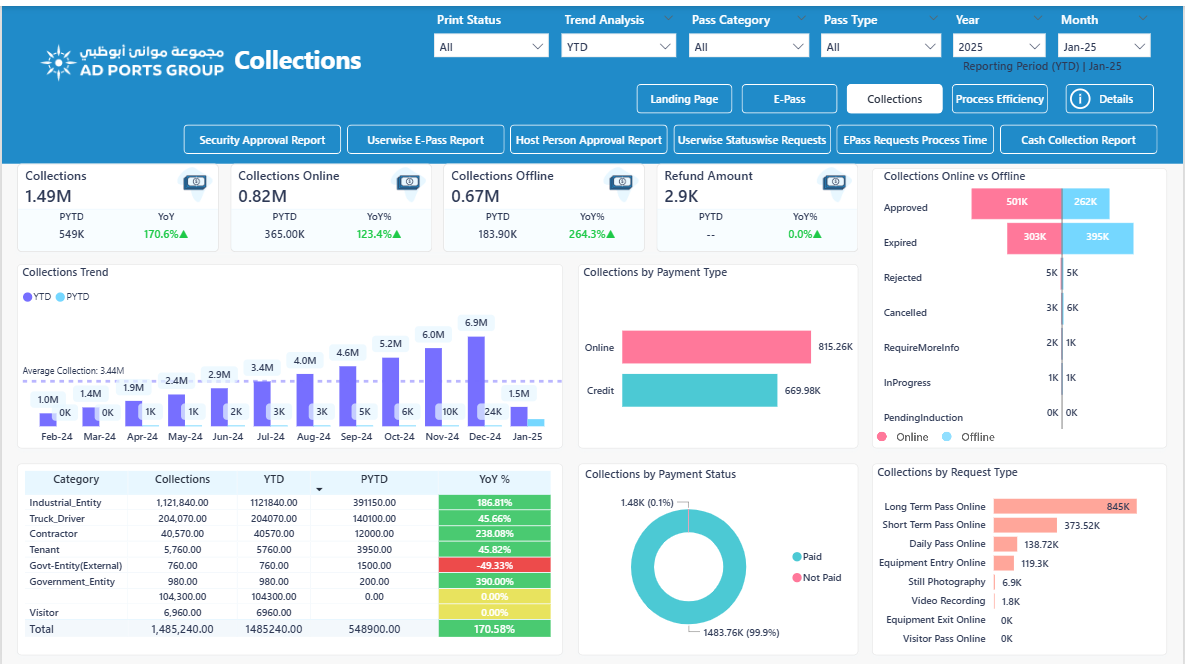 Print Status Trend Analysis Pass Category Pass Type Year Month
All YTD All All 2025 Jan-25
Reporting Period (YTD) | Jan-25
مجموعة موانئ أبوظبي
AD PORTS GROUP
Collections
Landing Page E-Pass Collections Process Efficiency Details
Security Approval Report Userwise E-Pass Report Host Person Approval Report Userwise Statuswise Requests EPass Requests Process Time Cash Collection Report
Collections
1.49M
PYTD YoY
549K 170.6%▲
Collections Online
0.82M
PYTD YoY%
365.00K 123.4%▲
Collections Offline
0.67M
PYTD YoY%
183.90K 264.3%▲
Refund Amount
2.9K
PYTD YoY%
-- 0.0%▲
Collections Online vs Offline
Approved 501K 262K
Expired 303K 395K
Rejected 5K 5K
Cancelled 3K 6K
RequireMoreInfo 2K 1K
InProgress 1K 1K
PendingInduction 0K 0K
Online Offline
Collections Trend
YTD PYTD
Average Collection: 3.44M
1.0M 1.4M 1.9M 2.4M 2.9M 3.4M 4.0M 4.6M 5.2M 6.0M 6.9M 1.5M
0K 0K 1K 1K 2K 3K 3K 5K 6K 10K 24K
Feb-24 Mar-24 Apr-24 May-24 Jun-24 Jul-24 Aug-24 Sep-24 Oct-24 Nov-24 Dec-24 Jan-25
Collections by Payment Type
Online 815.26K
Credit 669.98K
Category Collections YTD PYTD YoY %
Industrial_Entity 1,121,840.00 1121840.00 391150.00 186.81%
Truck_Driver 204,070.00 204070.00 140100.00 45.66%
Contractor 40,570.00 40570.00 12000.00 238.08%
Tenant 5,760.00 5760.00 3950.00 45.82%
Govt-Entity(External) 760.00 760.00 1500.00 -49.33%
Government_Entity 980.00 980.00 200.00 390.00%
104,300.00 104300.00 0.00 0.00%
Visitor 6,960.00 6960.00 0.00%
Total 1,485,240.00 1485240.00 548900.00 170.58%
Collections by Payment Status
1.48K (0.1%)
Paid
Not Paid
1483.76K (99.9%)
Collections by Request Type
Long Term Pass Online 845K
Short Term Pass Online 373.52K
Daily Pass Online 138.72K
Equipment Entry Online 119.3K
Still Photography 6.9K
Video Recording 1.8K
Equipment Exit Online 0K
Visitor Pass Online 0K